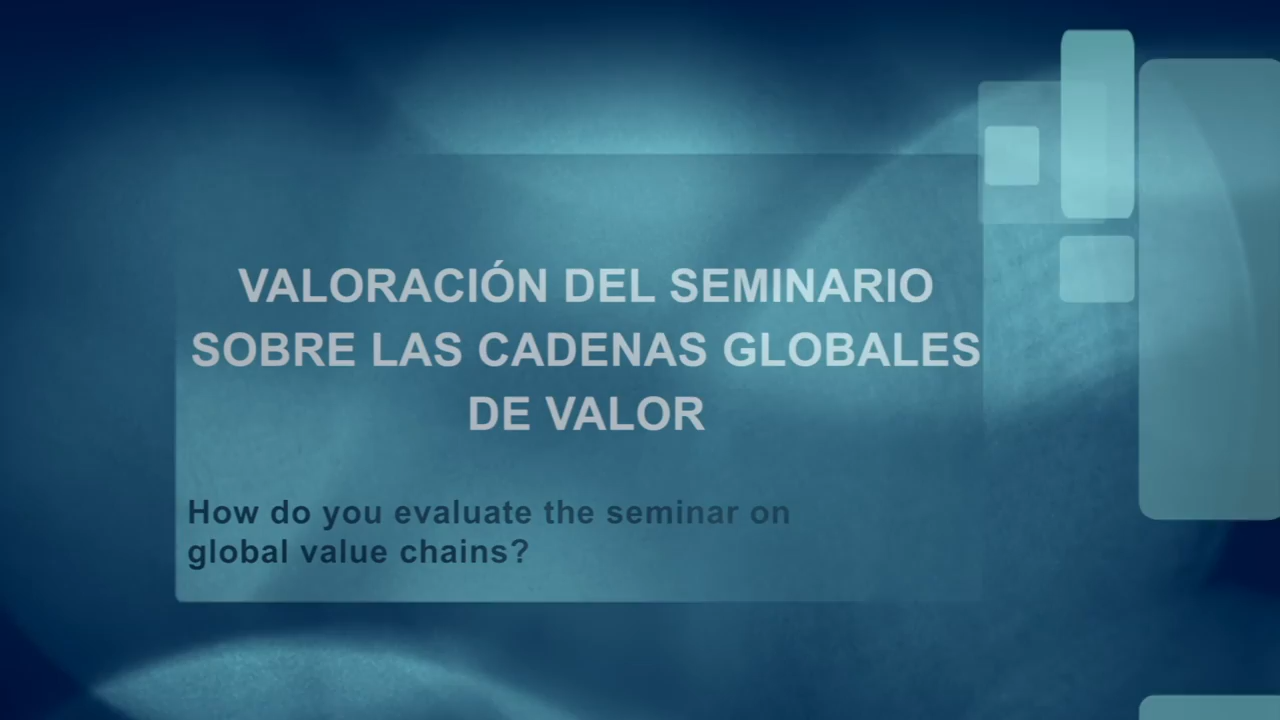 VALORACIÓN DEL SEMINARIO
SOBRE LAS CADENAS GLOBALES
DE VALOR
How do you evaluate the seminar on
global value chains?